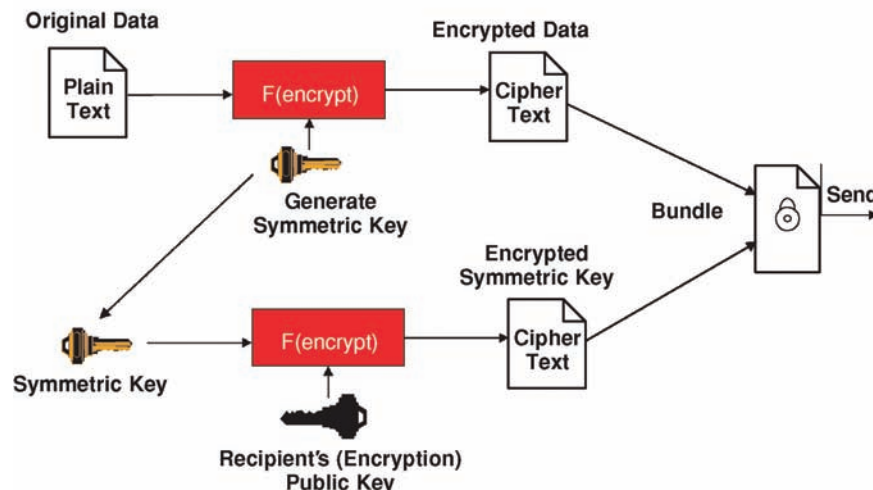 Original Data
Plain
Text
F(encrypt)
Encrypted Data
Cipher
Text
Generate
Symmetric Key
Bundle
Send
Encrypted
Symmetric Key
Symmetric Key
F(encrypt)
Cipher
Text
Recipient's (Encryption)
Public Key